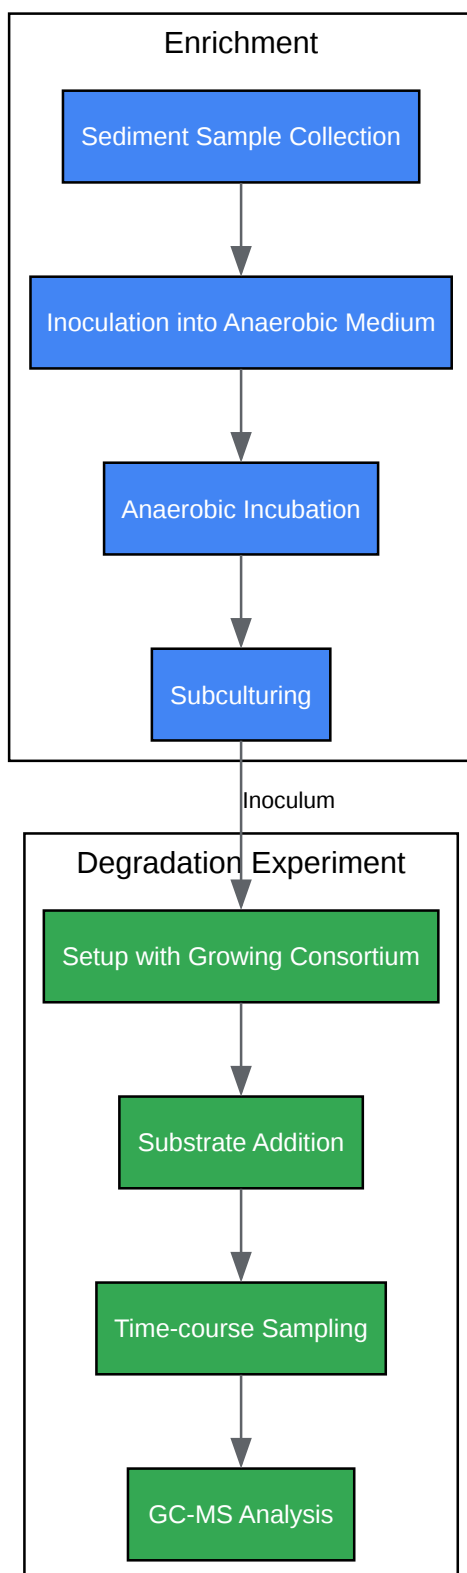 Enrichment
Sediment Sample Collection
Inoculation into Anaerobic Medium
Anaerobic Incubation
Subculturing
Inoculum
Degradation Experiment
Setup with Growing Consortium
Substrate Addition
Time-course Sampling
GC-MS Analysis